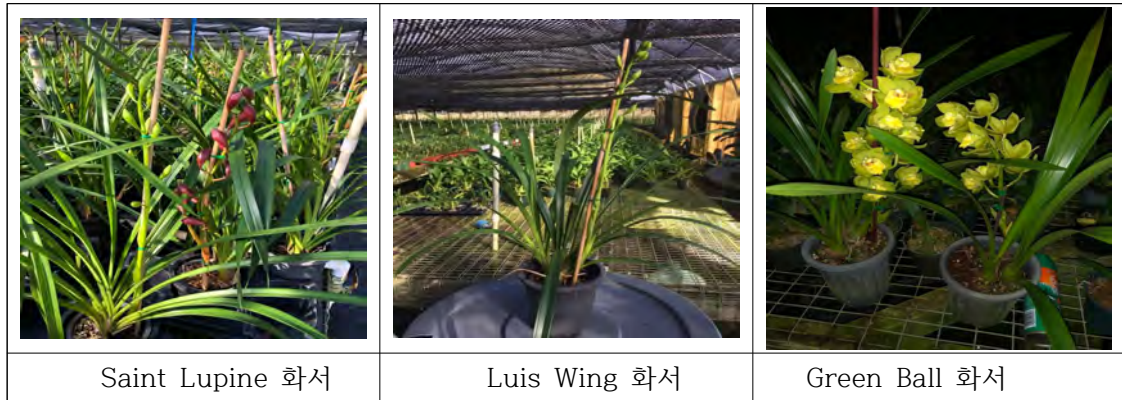 Saint Lupine 화서
Luis Wing 화서
Green Ball 화서